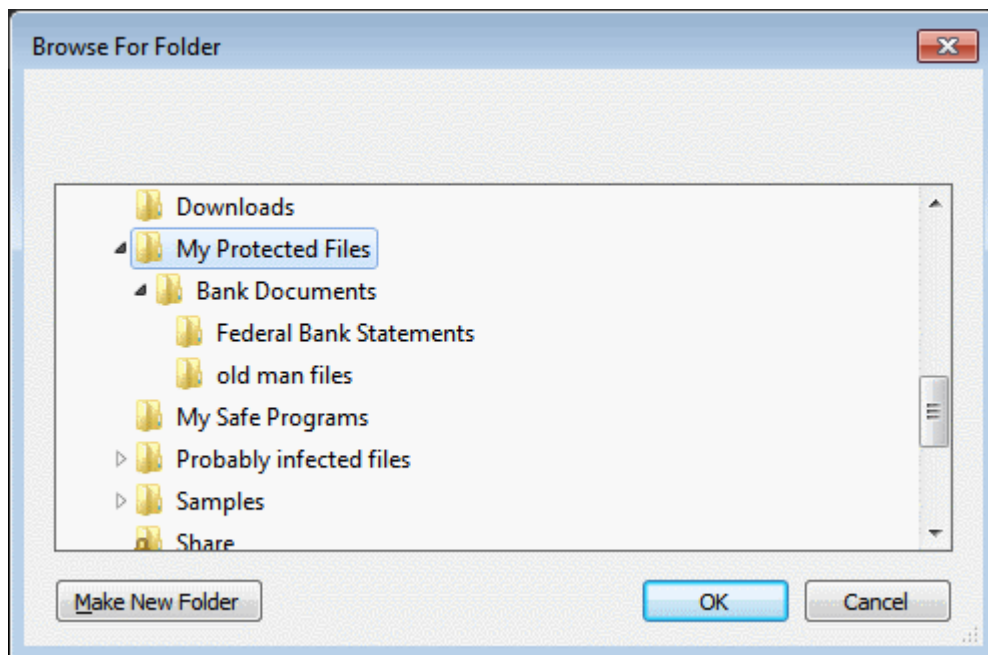 Browse For Folder
Downloads
My Protected Files
Bank Documents
Federal Bank Statements
old man files
My Safe Programs
Probably infected files
Samples
Share
Make New Folder
OK
Cancel